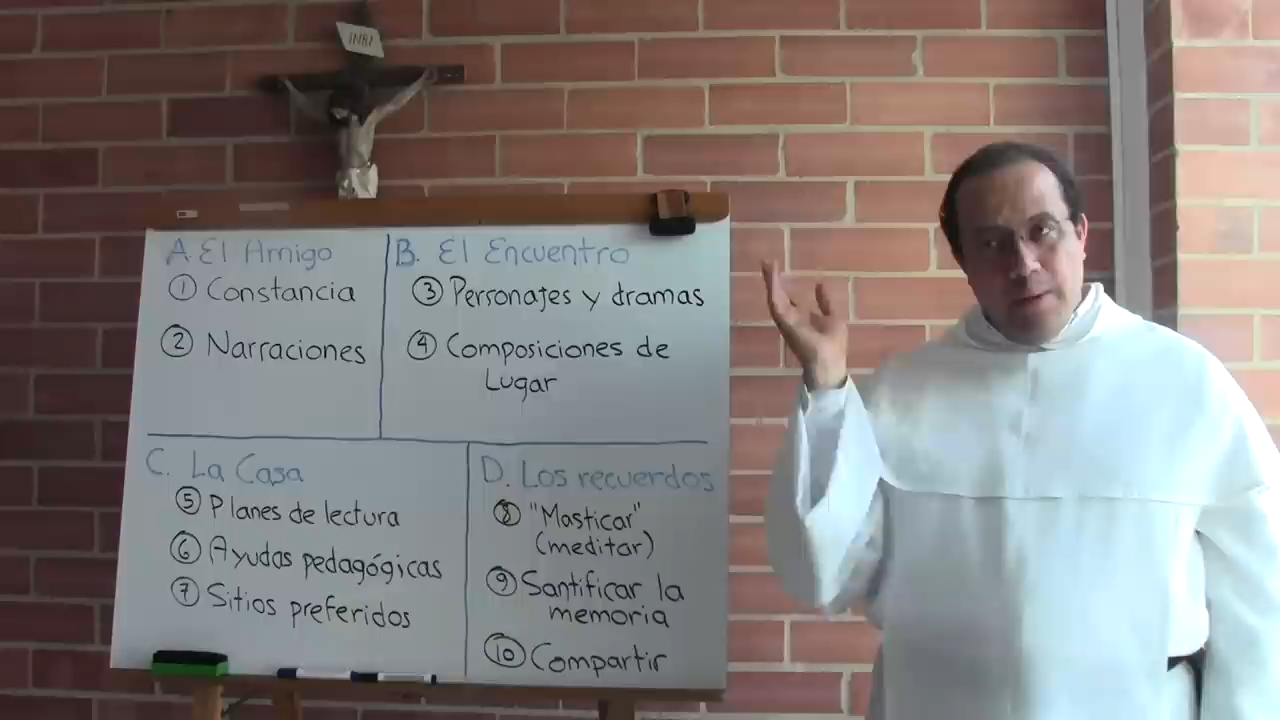 INRI
A. El Amigo
① Constancia
② Narraciones
B. El Encuentro
③ Personajes y dramas
④ Composiciones de
Lugar
C. La Casa
⑤ Planes de lectura
⑥ Ayudas pedagógicas
⑦ Sitios preferidos
D. Los recuerdos
⑧ "Masticar"
(meditar)
⑨ Santificar la
memoria
⑩ Compartir